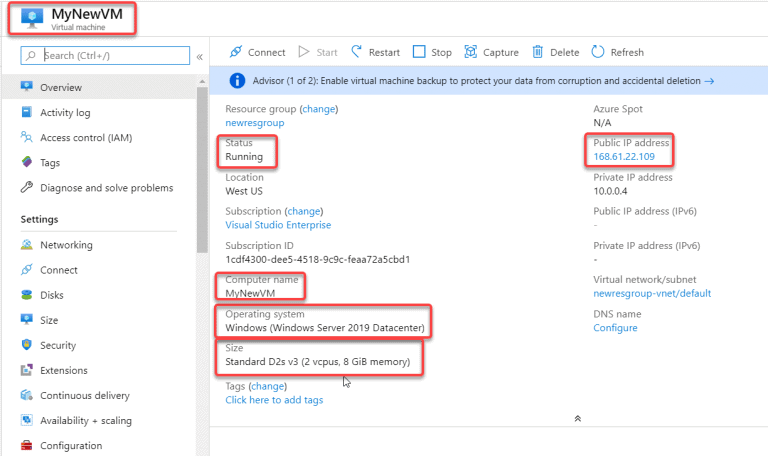 MyNewVM
Virtual machine
Search (Ctrl+/)
«
Overview
Activity log
Access control (IAM)
Tags
Diagnose and solve problems
Settings
Networking
Connect
Disks
Size
Security
Extensions
Continuous delivery
Availability + scaling
Configuration
Connect Start Restart Stop Capture Delete Refresh
Advisor (1 of 2): Enable virtual machine backup to protect your data from corruption and accidental deletion →
Resource group (change)
newresgroup
Status
Running
Location
West US
Subscription (change)
Visual Studio Enterprise
Subscription ID
1cdf4300-dee5-4518-9c9c-feaa72a5cbd1
Computer name
MyNewVM
Operating system
Windows (Windows Server 2019 Datacenter)
Size
Standard D2s v3 (2 vcpus, 8 GiB memory)
Tags (change)
Click here to add tags
Azure Spot
N/A
Public IP address
168.61.22.109
Private IP address
10.0.0.4
Public IP address (IPv6)
-
Private IP address (IPv6)
-
Virtual network/subnet
newresgroup-vnet/default
DNS name
Configure